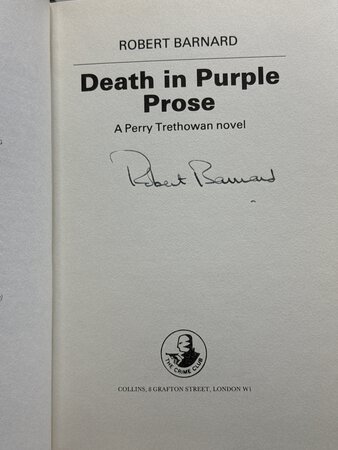 ROBERT BARNARD
Death in Purple
Prose
A Perry Trethowan novel
Robert Barnard
THE CRIME CLUB
COLLINS, 8 GRAFTON STREET, LONDON W1